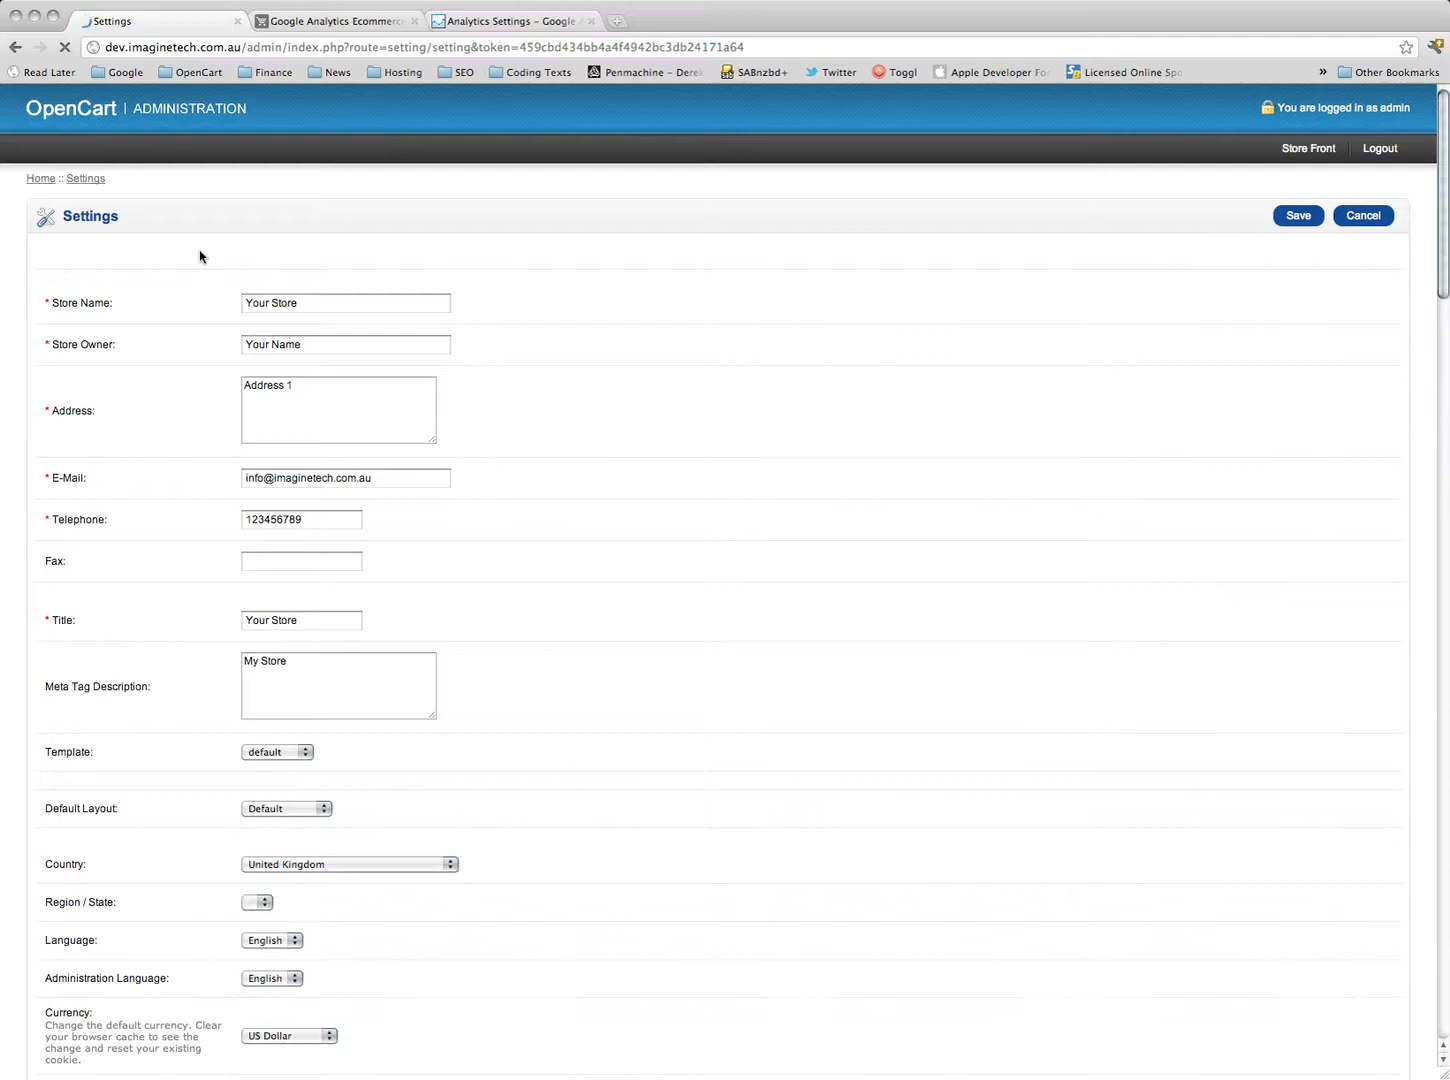 Settings
Google Analytics Ecommerc
Analytics Settings – Google
dev.imaginetech.com.au/admin/index.php?route=setting/setting&token=459cbd434bb4a4f4942bc3db24171a64
Read Later Google OpenCart Finance News Hosting SEO Coding Texts Penmachine – Derek SABnzbd+ Twitter Toggl Apple Developer For Licensed Online Spo » Other Bookmarks
OpenCart | ADMINISTRATION You are logged in as admin
Store Front Logout
Home :: Settings
Settings Save Cancel
* Store Name: Your Store
* Store Owner: Your Name
* Address: Address 1
* E-Mail: info@imaginetech.com.au
* Telephone: 123456789
Fax:
* Title: Your Store
Meta Tag Description: My Store
Template: default
Default Layout: Default
Country: United Kingdom
Region / State:
Language: English
Administration Language: English
Currency:
Change the default currency. Clear
your browser cache to see the
change and reset your existing
cookie.
US Dollar